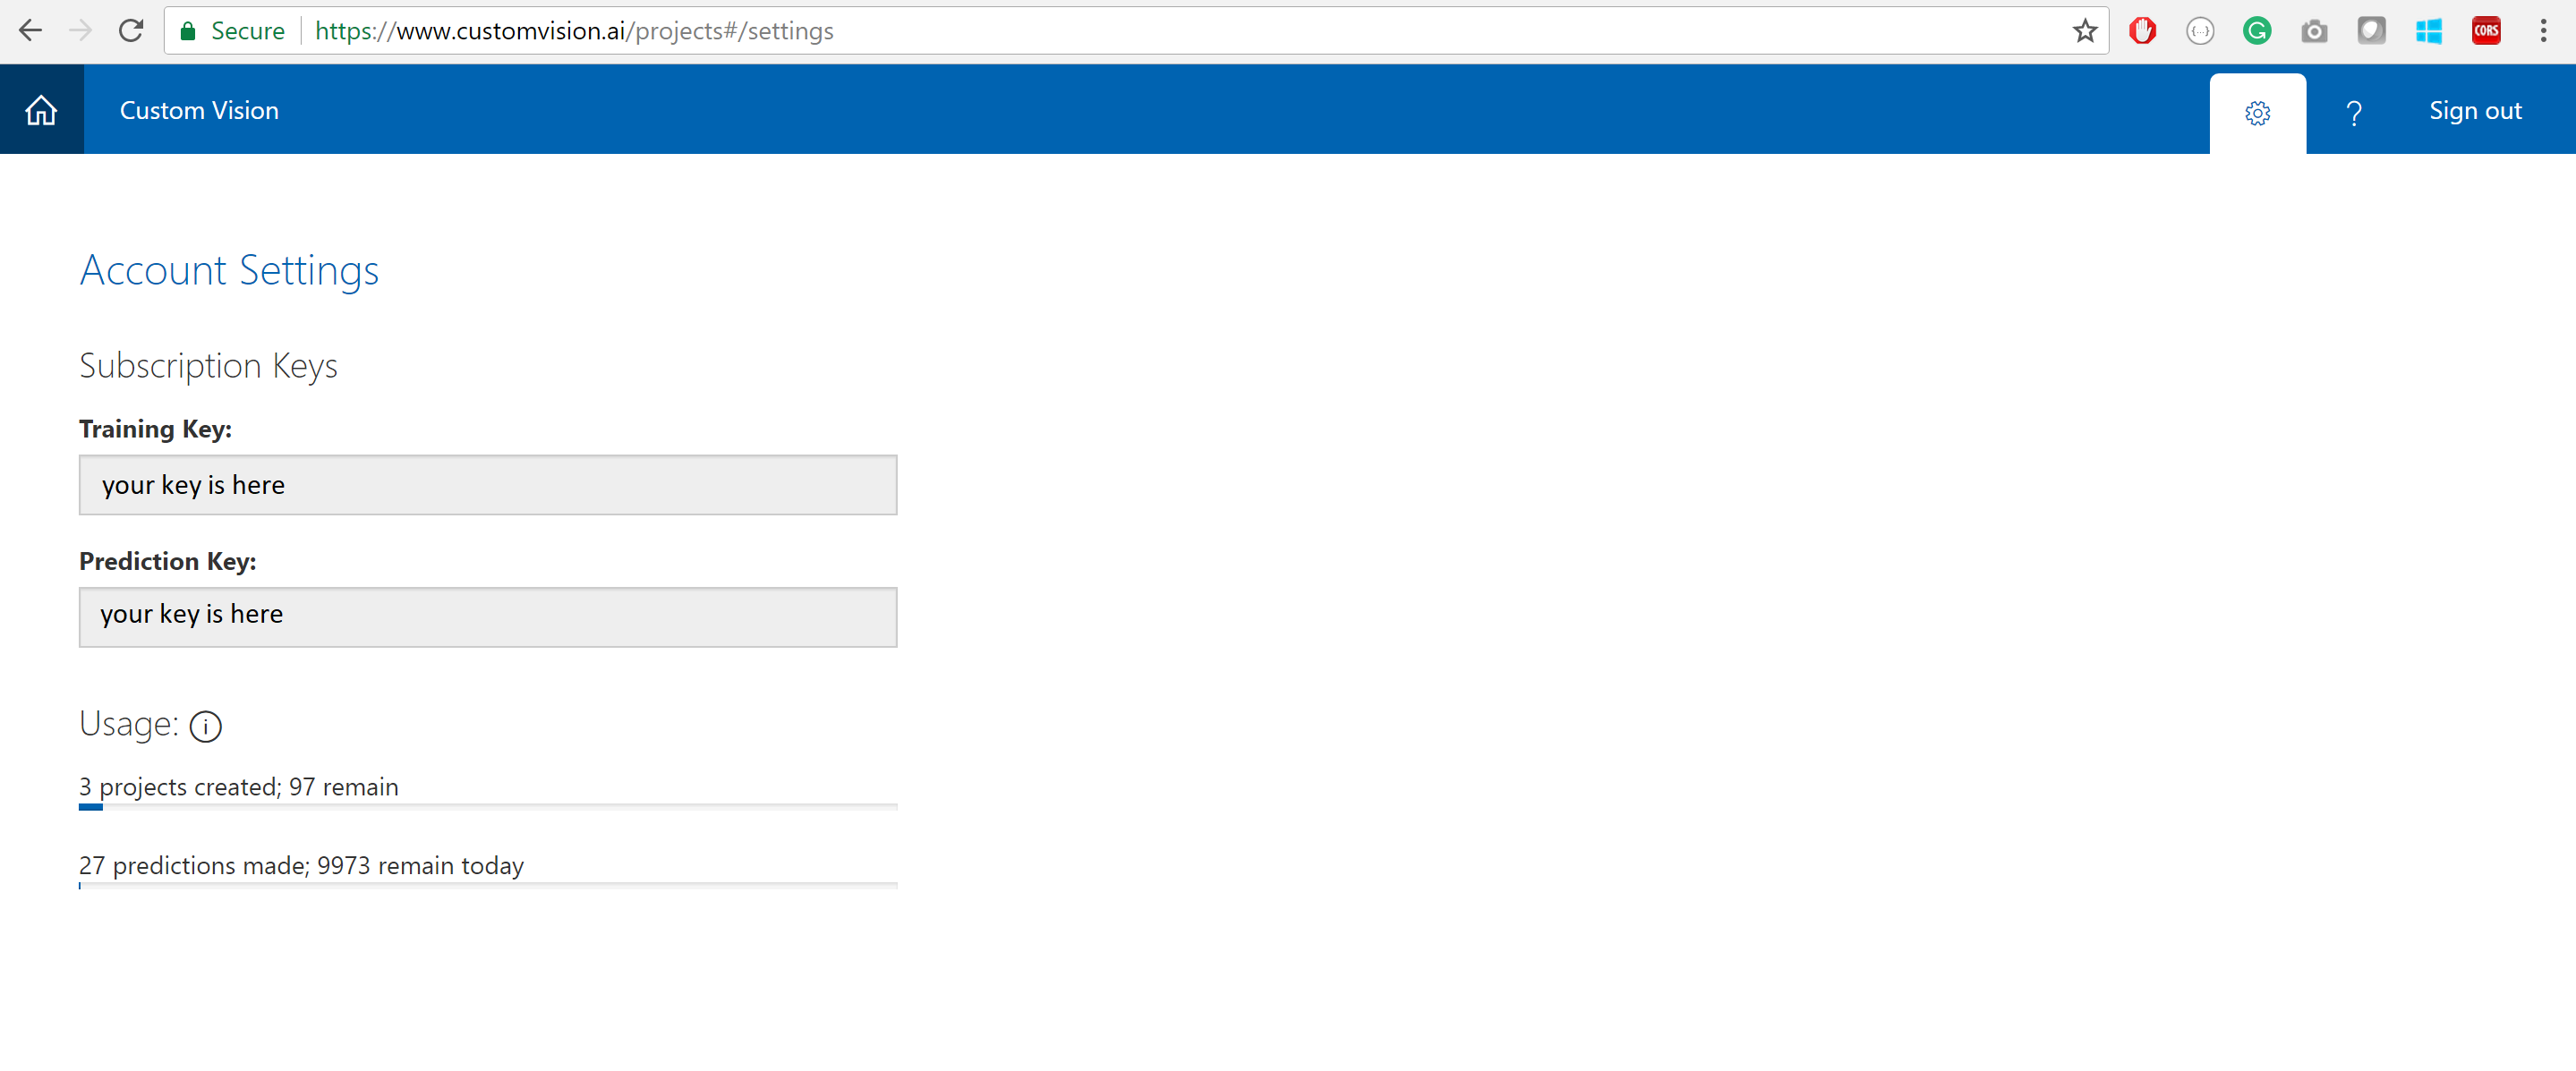 Secure https://www.customvision.ai/projects#/settings
{...} G CORS
Custom Vision ? Sign out
Account Settings
Subscription Keys
Training Key:
your key is here
Prediction Key:
your key is here
Usage: i
3 projects created; 97 remain
27 predictions made; 9973 remain today